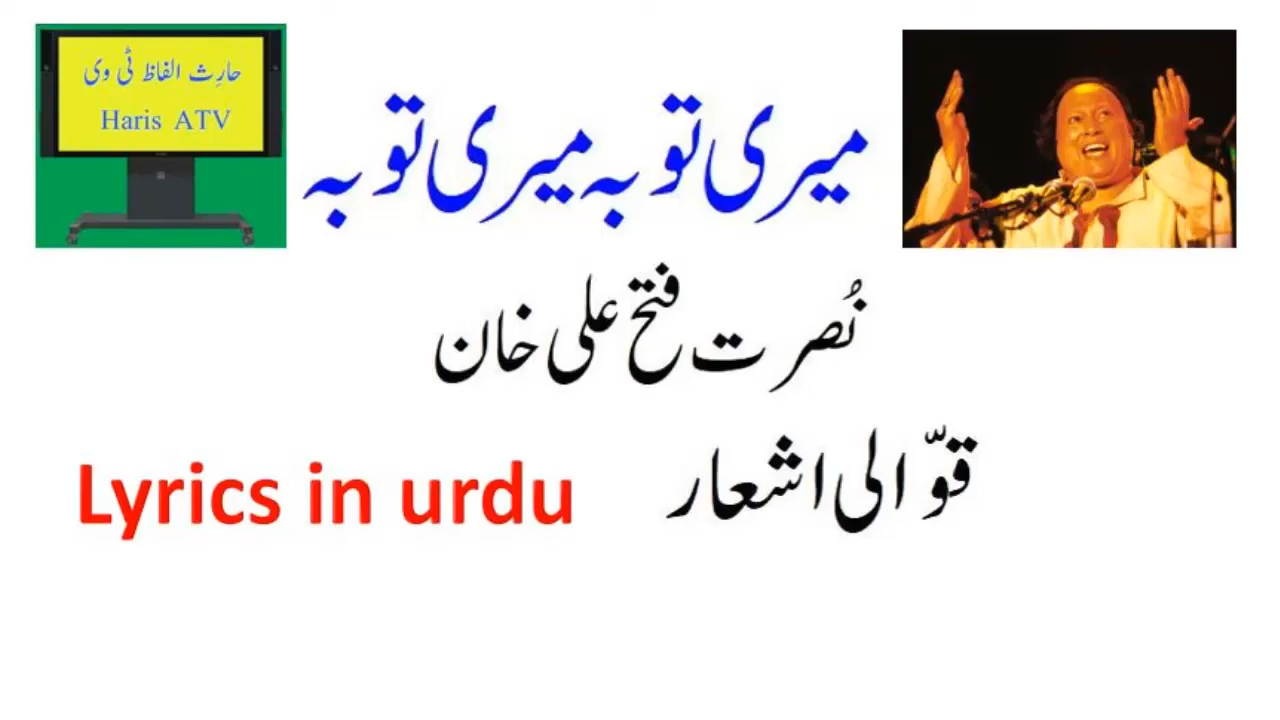 حارِث الفاظ ٹی وی
Haris ATV
میری توبہ میری توبہ
نُصرت فتح علی خان
قوّالی اشعار
Lyrics in urdu